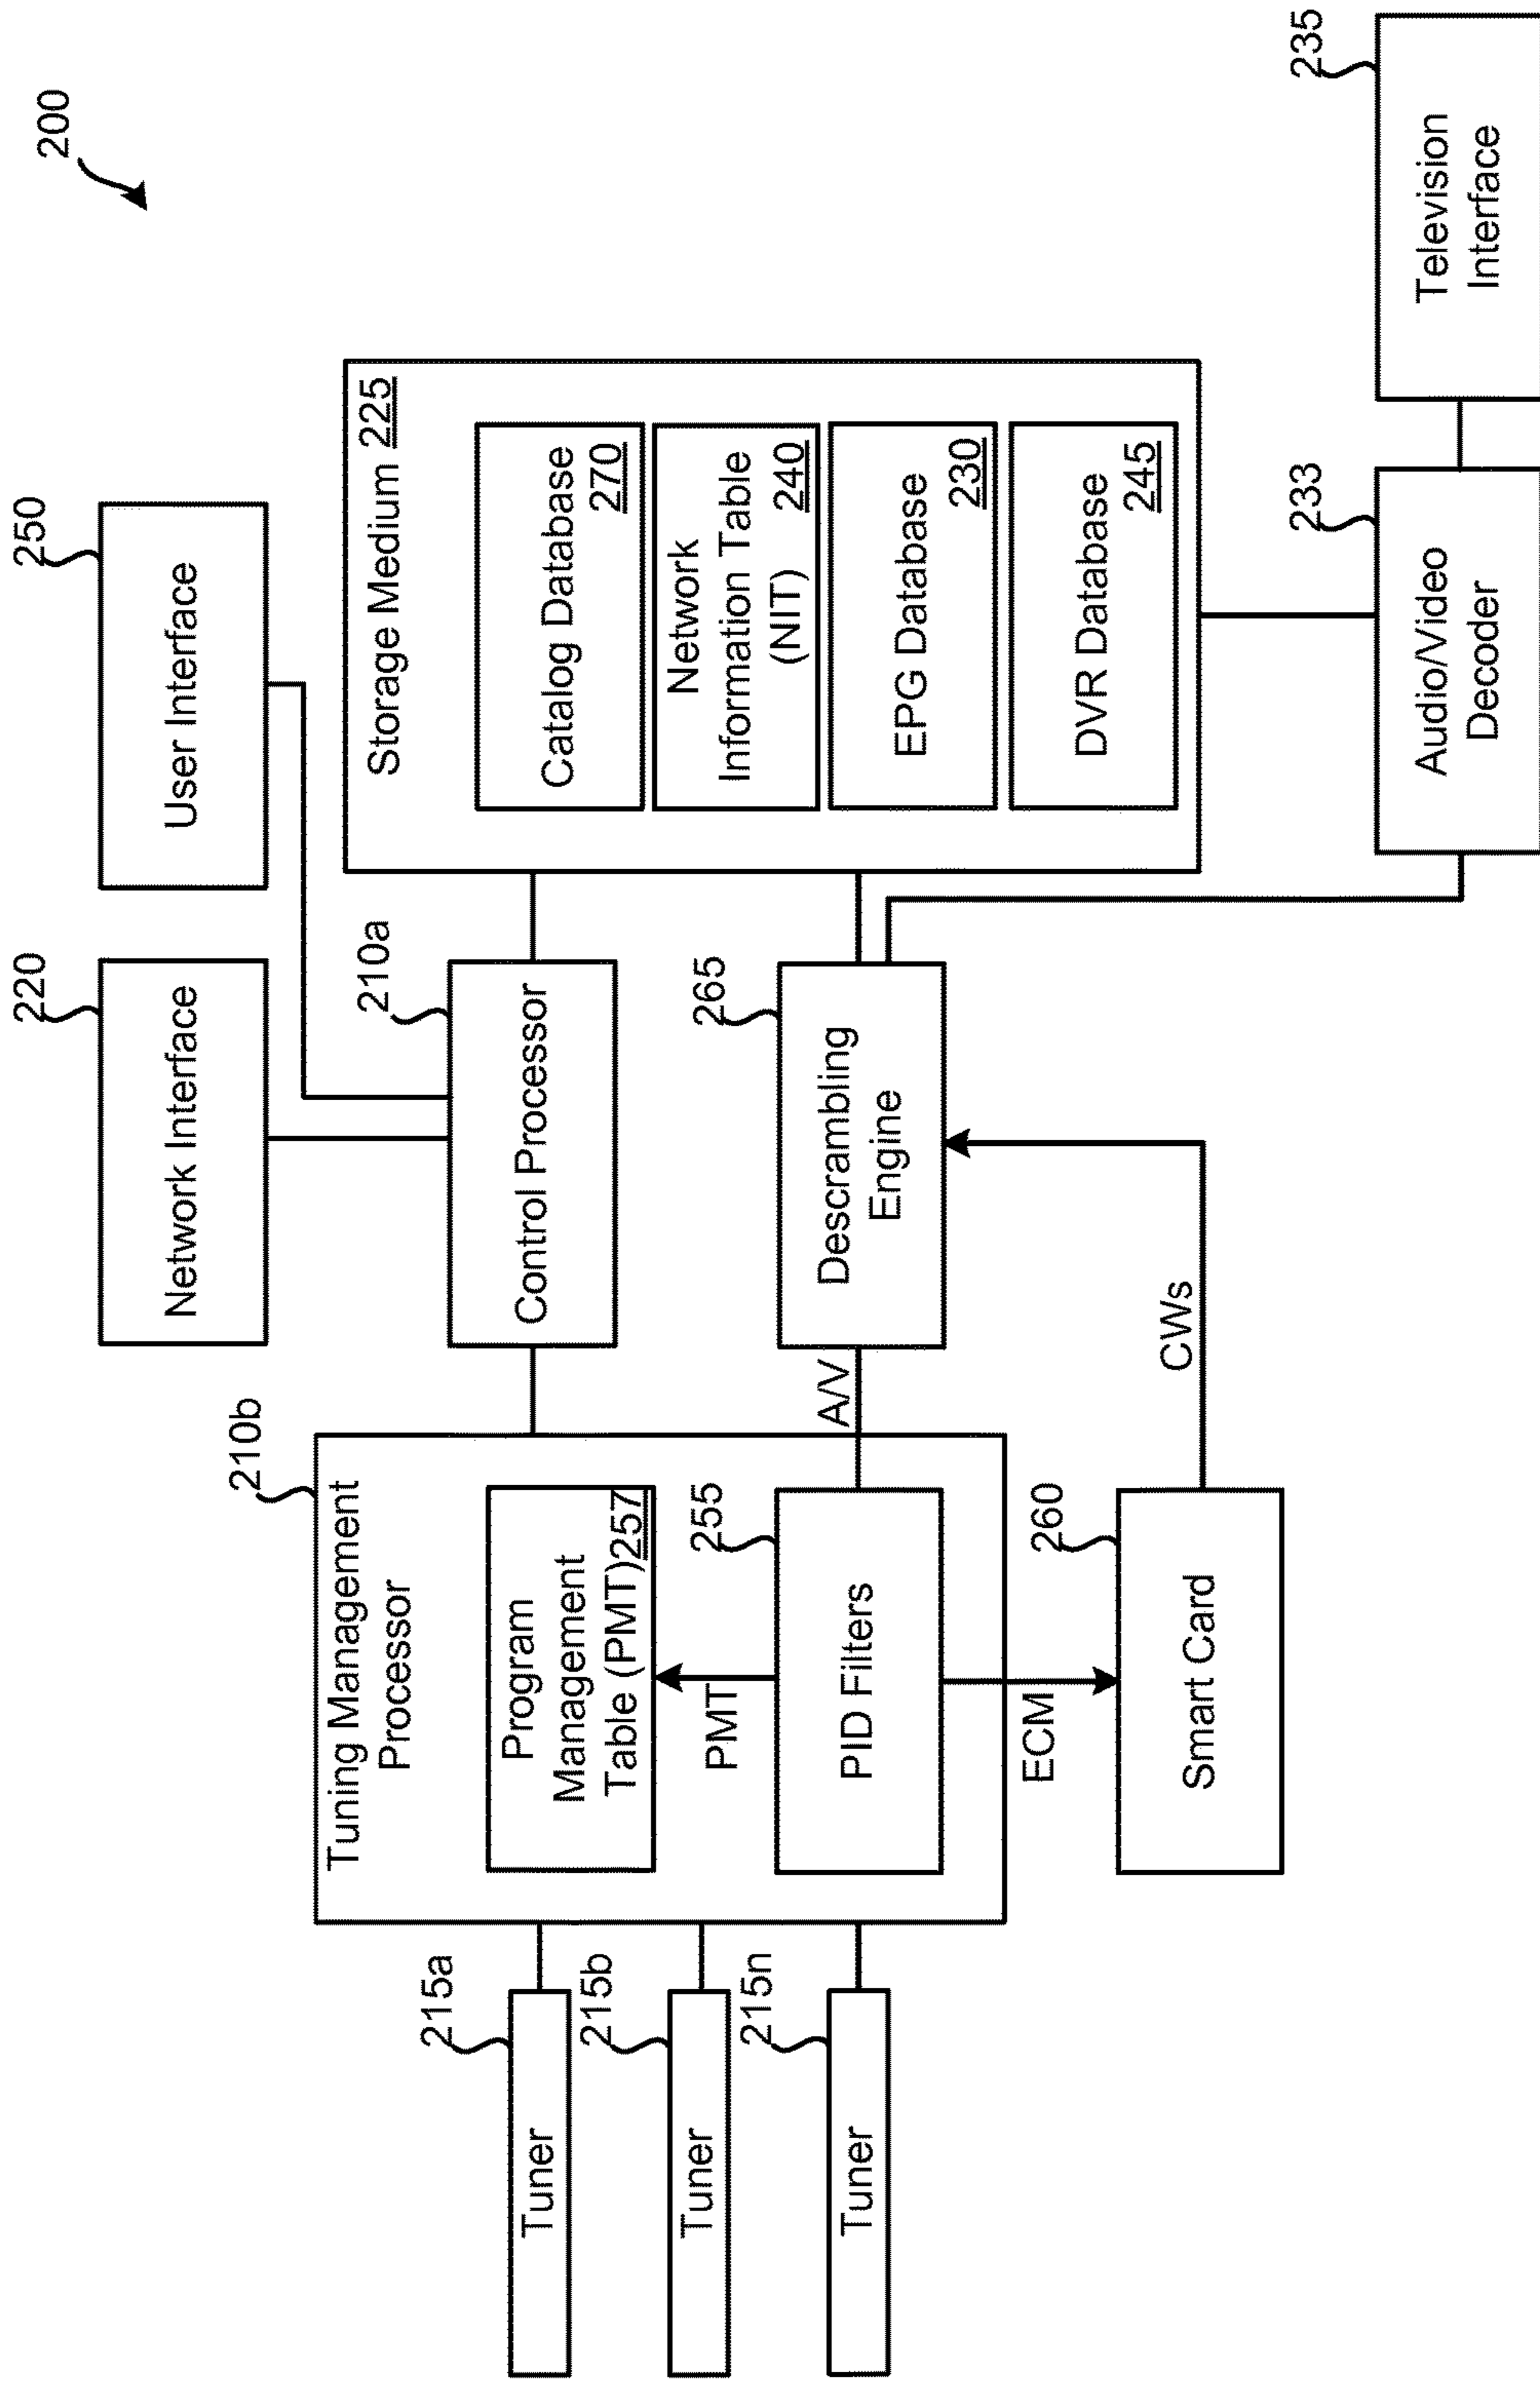 200
220
Network Interface
250
User Interface
210b
Tuning Management
Processor
Program
Management
Table (PMT)257
PMT
255
PID Filters
ECM
260
Smart Card
CWs
A/V
210a
Control Processor
265
Descrambling
Engine
Storage Medium 225
Catalog Database
270
Network
Information Table
(NIT) 240
EPG Database
230
DVR Database
245
215a
Tuner
215b
Tuner
215n
Tuner
233
Audio/Video
Decoder
235
Television
Interface